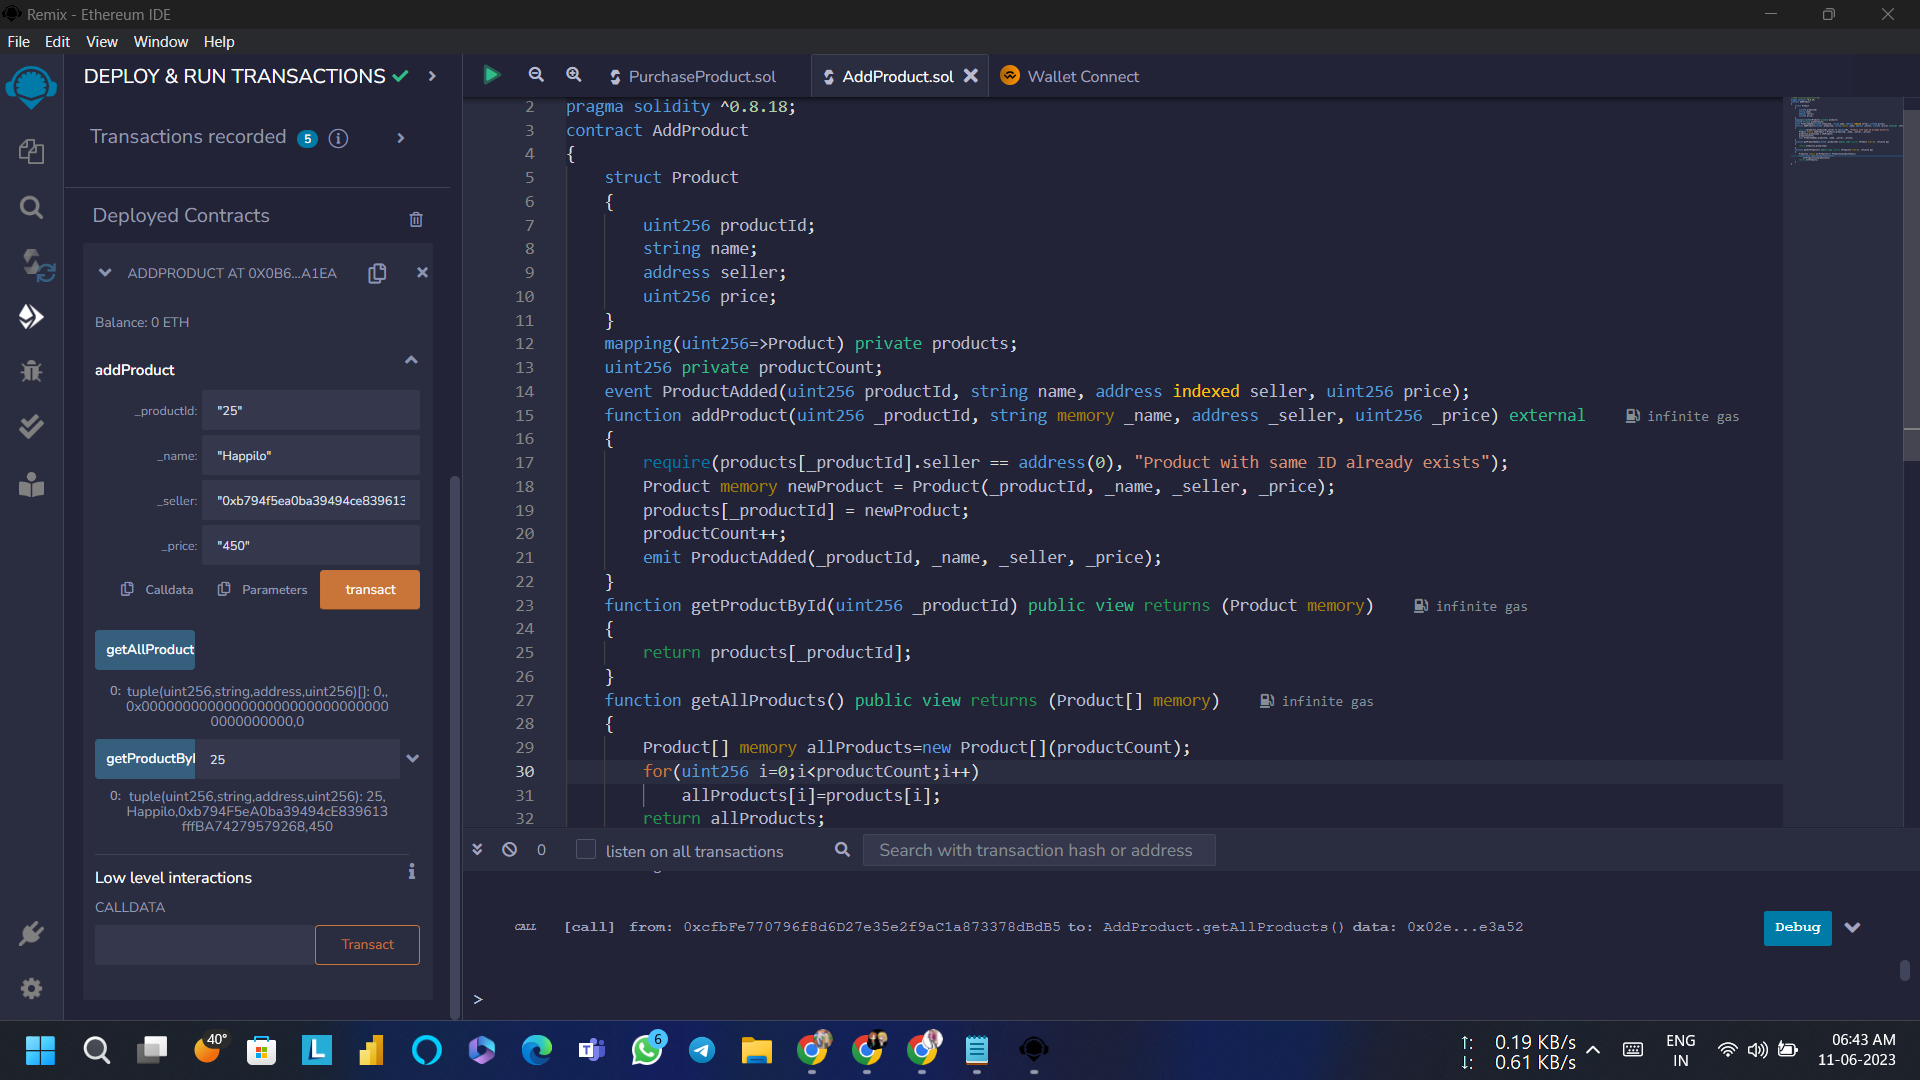 Remix - Ethereum IDE
File Edit View Window Help
DEPLOY & RUN TRANSACTIONS
Transactions recorded 5
Deployed Contracts
ADDPRODUCT AT 0X0B6...A1EA
Balance: 0 ETH
addProduct
_productId: "25"
_name: "Happilo"
_seller: "0xb794f5ea0ba39494ce839613
_price: "450"
Calldata Parameters transact
getAllProduct
0: tuple(uint256,string,address,uint256)[]: 0,,
0x00000000000000000000000000000
00000000000,0
getProductByI 25
0: tuple(uint256,string,address,uint256): 25,
Happilo,0xb794F5eA0ba39494cE839613
fffBA74279579268,450
Low level interactions
CALLDATA
Transact
PurchaseProduct.sol AddProduct.sol Wallet Connect
2 pragma solidity ^0.8.18;
3 contract AddProduct
4 {
5 struct Product
6 {
7 uint256 productId;
8 string name;
9 address seller;
10 uint256 price;
11 }
12 mapping(uint256=>Product) private products;
13 uint256 private productCount;
14 event ProductAdded(uint256 productId, string name, address indexed seller, uint256 price);
15 function addProduct(uint256 _productId, string memory _name, address _seller, uint256 _price) external infinite gas
16 {
17 require(products[_productId].seller == address(0), "Product with same ID already exists");
18 Product memory newProduct = Product(_productId, _name, _seller, _price);
19 products[_productId] = newProduct;
20 productCount++;
21 emit ProductAdded(_productId, _name, _seller, _price);
22 }
23 function getProductById(uint256 _productId) public view returns (Product memory) infinite gas
24 {
25 return products[_productId];
26 }
27 function getAllProducts() public view returns (Product[] memory) infinite gas
28 {
29 Product[] memory allProducts=new Product[](productCount);
30 for(uint256 i=0;i<productCount;i++)
31 allProducts[i]=products[i];
32 return allProducts;
0 listen on all transactions Search with transaction hash or address
CALL [call] from: 0xcfbFe770796f8d6D27e35e2f9aC1a873378dBdB5 to: AddProduct.getAllProducts() data: 0x02e...e3a52 Debug
>
40°
L
6
0.19 KB/s
0.61 KB/s
ENG
IN
06:43 AM
11-06-2023